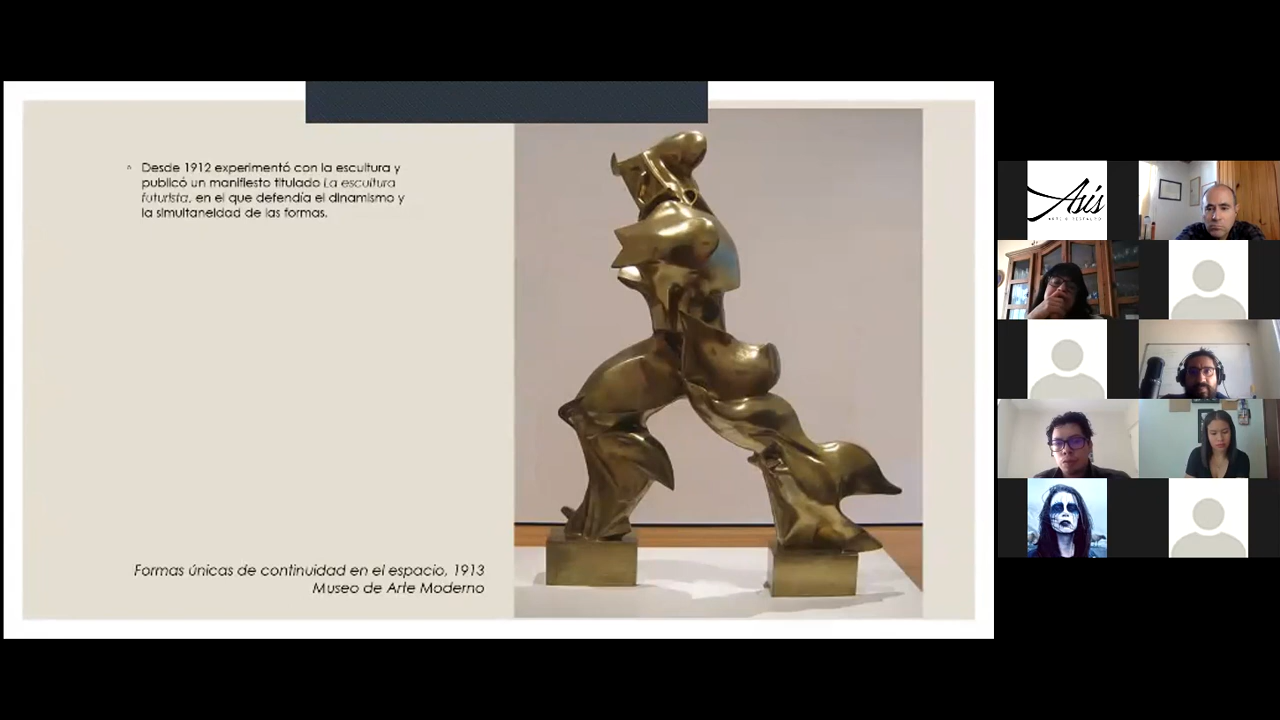 Desde 1912 experimentó con la escultura y
publicó un manifiesto titulado La escultura
futurista, en el que defendía el dinamismo y
la simultaneidad de las formas.
Formas únicas de continuidad en el espacio, 1913
Museo de Arte Moderno
Asís